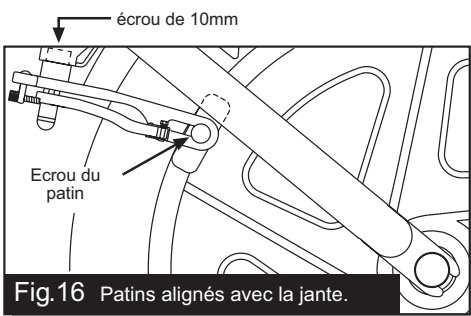 écrou de 10mm
Ecrou du
patin
Fig.16 Patins alignés avec la jante.